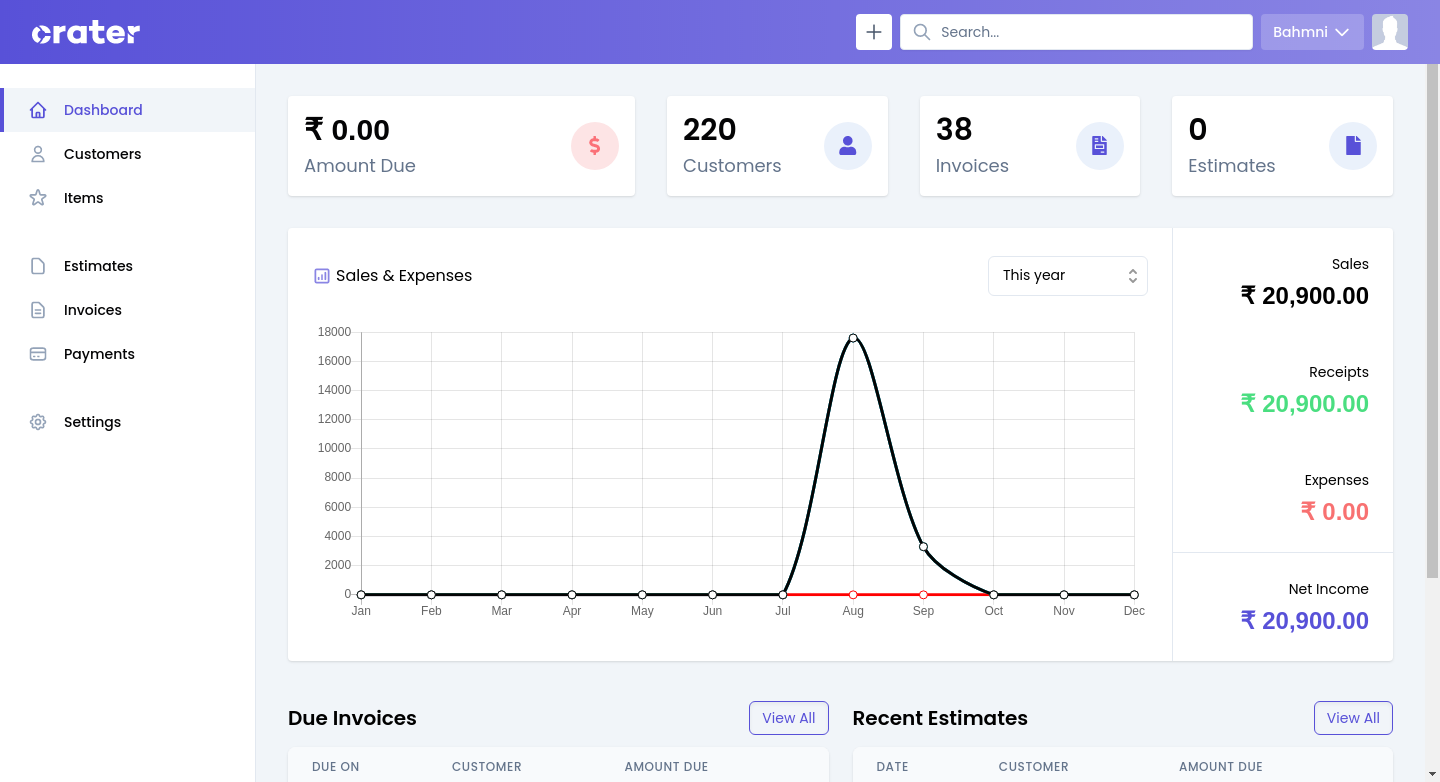 crater
Search...
Bahmni
Dashboard
Customers
Items
Estimates
Invoices
Payments
Settings
₹ 0.00
Amount Due
$
220
Customers
38
Invoices
0
Estimates
Sales & Expenses
This year
18000
16000
14000
12000
10000
8000
6000
4000
2000
0
Jan Feb Mar Apr May Jun Jul Aug Sep Oct Nov Dec
Sales
₹ 20,900.00
Receipts
₹ 20,900.00
Expenses
₹ 0.00
Net Income
₹ 20,900.00
Due Invoices
View All
DUE ON CUSTOMER AMOUNT DUE
Recent Estimates
View All
DATE CUSTOMER AMOUNT DUE